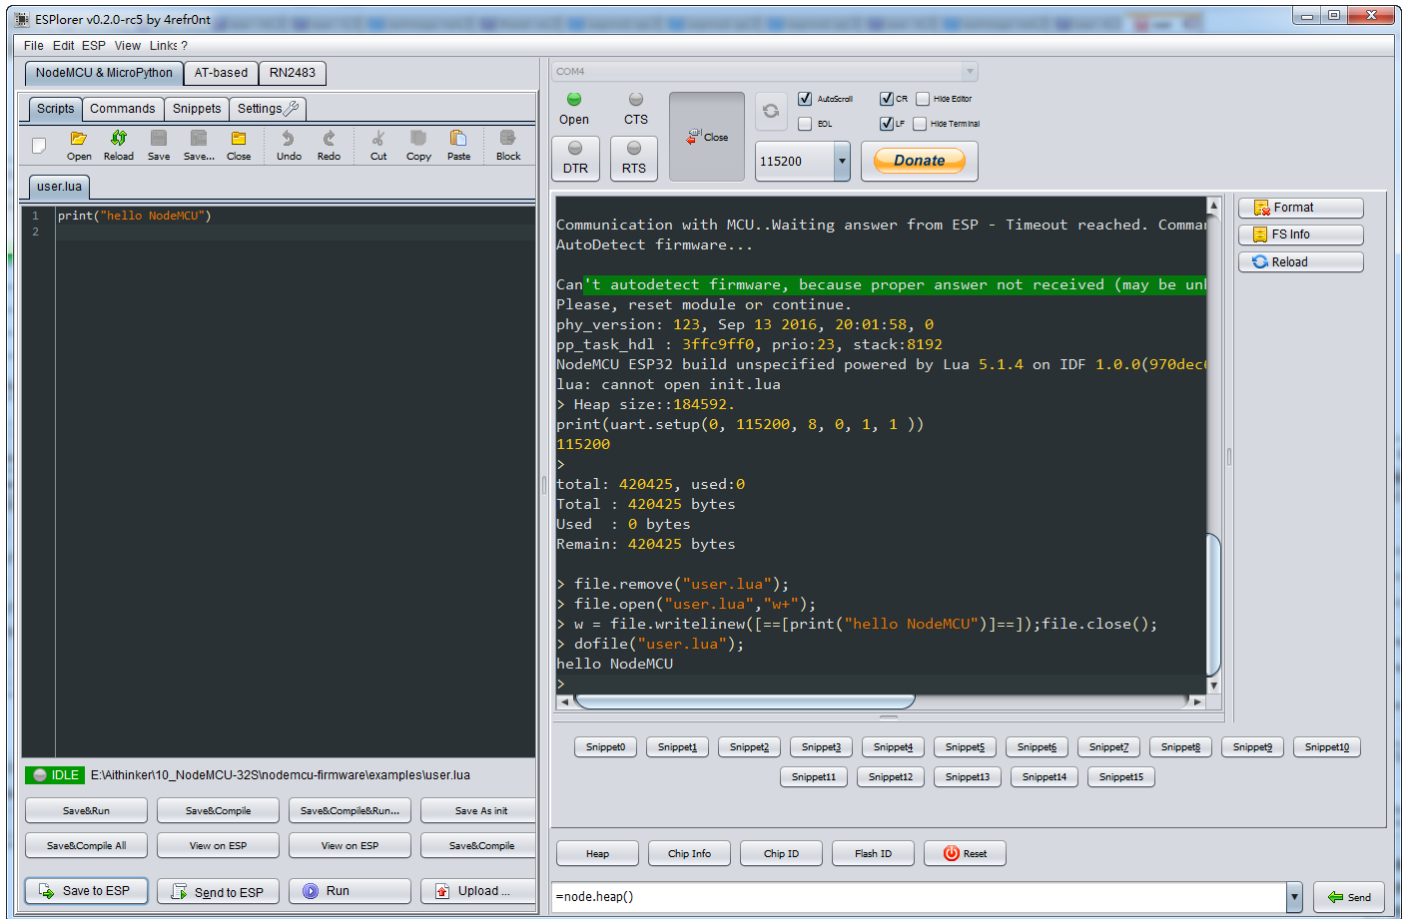 ESPlorer v0.2.0-rc5 by 4refr0nt
File Edit ESP View Links ?
NodeMCU & MicroPython AT-based RN2483
Scripts Commands Snippets Settings
Open Reload Save Save... Close Undo Redo Cut Copy Paste Block
user.lua
1 print("hello NodeMCU")
2
IDLE E:\Aithinker\10_NodeMCU-32S\nodemcu-firmware\examples\user.lua
Save&Run Save&Compile Save&Compile&Run... Save As init
Save&Compile All View on ESP View on ESP Save&Compile
Save to ESP Send to ESP Run Upload ...
COM4
Open CTS Close AutoScroll CR Hide Editor
EOL LF Hide Terminal
DTR RTS 115200 Donate
Communication with MCU..Waiting answer from ESP - Timeout reached. Comma
AutoDetect firmware...
Can't autodetect firmware, because proper answer not received (may be un
Please, reset module or continue.
phy_version: 123, Sep 13 2016, 20:01:58, 0
pp_task_hdl : 3ffc9ff0, prio:23, stack:8192
NodeMCU ESP32 build unspecified powered by Lua 5.1.4 on IDF 1.0.0(970dec
lua: cannot open init.lua
> Heap size::184592.
print(uart.setup(0, 115200, 8, 0, 1, 1 ))
115200
>
total: 420425, used:0
Total : 420425 bytes
Used  : 0 bytes
Remain: 420425 bytes
> file.remove("user.lua");
> file.open("user.lua","w+");
> w = file.writelinew([==[print("hello NodeMCU")]==]);file.close();
> dofile("user.lua");
hello NodeMCU
>
Format
FS Info
Reload
Snippet0 Snippet1 Snippet2 Snippet3 Snippet4 Snippet5 Snippet6 Snippet7 Snippet8 Snippet9 Snippet10
Snippet11 Snippet12 Snippet13 Snippet14 Snippet15
Heap Chip Info Chip ID Flash ID Reset
=node.heap() Send